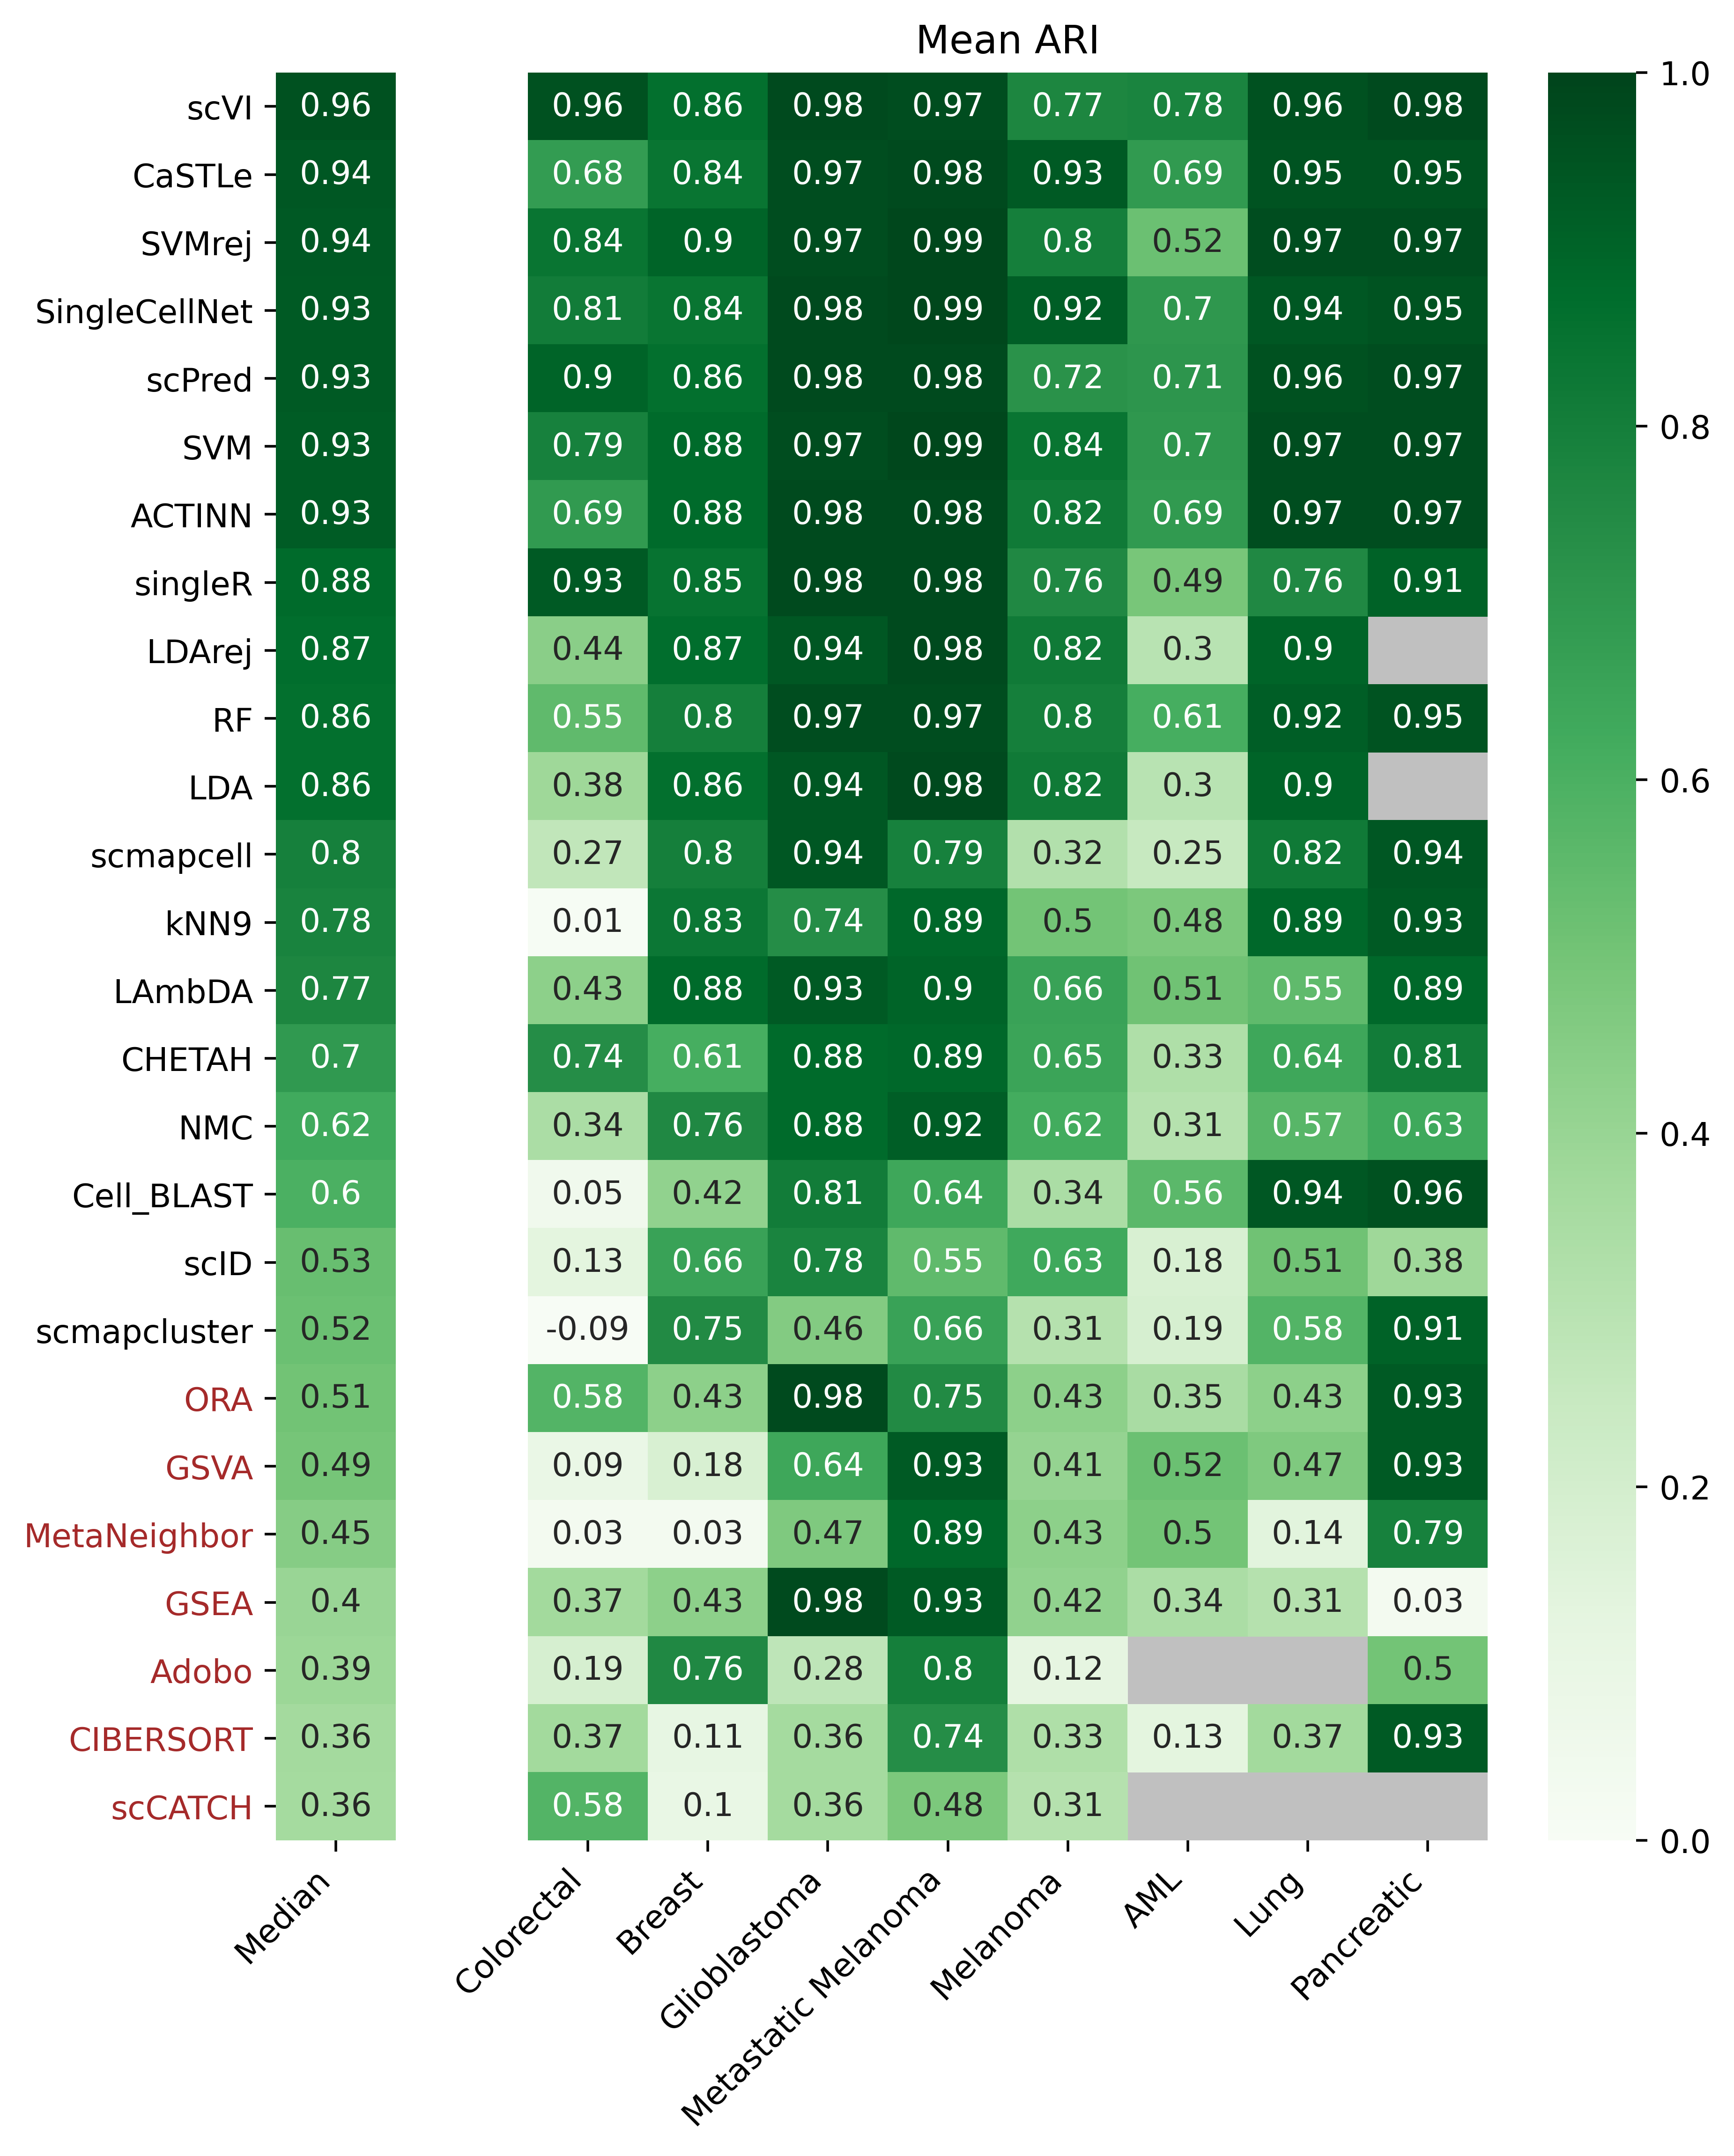 Mean ARI
scVI 0.96 0.96 0.86 0.98 0.97 0.77 0.78 0.96 0.98
CaSTLe 0.94 0.68 0.84 0.97 0.98 0.93 0.69 0.95 0.95
SVMrej 0.94 0.84 0.9 0.97 0.99 0.8 0.52 0.97 0.97
SingleCellNet 0.93 0.81 0.84 0.98 0.99 0.92 0.7 0.94 0.95
scPred 0.93 0.9 0.86 0.98 0.98 0.72 0.71 0.96 0.97
SVM 0.93 0.79 0.88 0.97 0.99 0.84 0.7 0.97 0.97
ACTINN 0.93 0.69 0.88 0.98 0.98 0.82 0.69 0.97 0.97
singleR 0.88 0.93 0.85 0.98 0.98 0.76 0.49 0.76 0.91
LDArej 0.87 0.44 0.87 0.94 0.98 0.82 0.3 0.9
RF 0.86 0.55 0.8 0.97 0.97 0.8 0.61 0.92 0.95
LDA 0.86 0.38 0.86 0.94 0.98 0.82 0.3 0.9
scmapcell 0.8 0.27 0.8 0.94 0.79 0.32 0.25 0.82 0.94
kNN9 0.78 0.01 0.83 0.74 0.89 0.5 0.48 0.89 0.93
LAmbDA 0.77 0.43 0.88 0.93 0.9 0.66 0.51 0.55 0.89
CHETAH 0.7 0.74 0.61 0.88 0.89 0.65 0.33 0.64 0.81
NMC 0.62 0.34 0.76 0.88 0.92 0.62 0.31 0.57 0.63
Cell_BLAST 0.6 0.05 0.42 0.81 0.64 0.34 0.56 0.94 0.96
scID 0.53 0.13 0.66 0.78 0.55 0.63 0.18 0.51 0.38
scmapcluster 0.52 -0.09 0.75 0.46 0.66 0.31 0.19 0.58 0.91
ORA 0.51 0.58 0.43 0.98 0.75 0.43 0.35 0.43 0.93
GSVA 0.49 0.09 0.18 0.64 0.93 0.41 0.52 0.47 0.93
MetaNeighbor 0.45 0.03 0.03 0.47 0.89 0.43 0.5 0.14 0.79
GSEA 0.4 0.37 0.43 0.98 0.93 0.42 0.34 0.31 0.03
Adobo 0.39 0.19 0.76 0.28 0.8 0.12 0.5
CIBERSORT 0.36 0.37 0.11 0.36 0.74 0.33 0.13 0.37 0.93
scCATCH 0.36 0.58 0.1 0.36 0.48 0.31
Median
Colorectal
Breast
Glioblastoma
Metastatic Melanoma
Melanoma
AML
Lung
Pancreatic
1.0
0.8
0.6
0.4
0.2
0.0